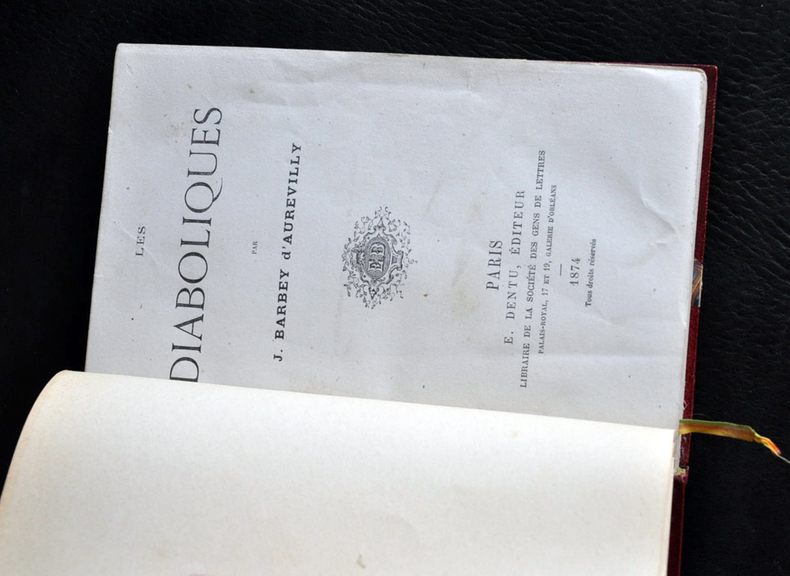 LES
DIABOLIQUES
PAR
J. BARBEY d'AUREVILLY
ED
PARIS
E. DENTU, ÉDITEUR
LIBRAIRE DE LA SOCIÉTÉ DES GENS DE LETTRES
PALAIS-ROYAL, 17 ET 19, GALERIE D'ORLÉANS
1874
Tous droits réservés